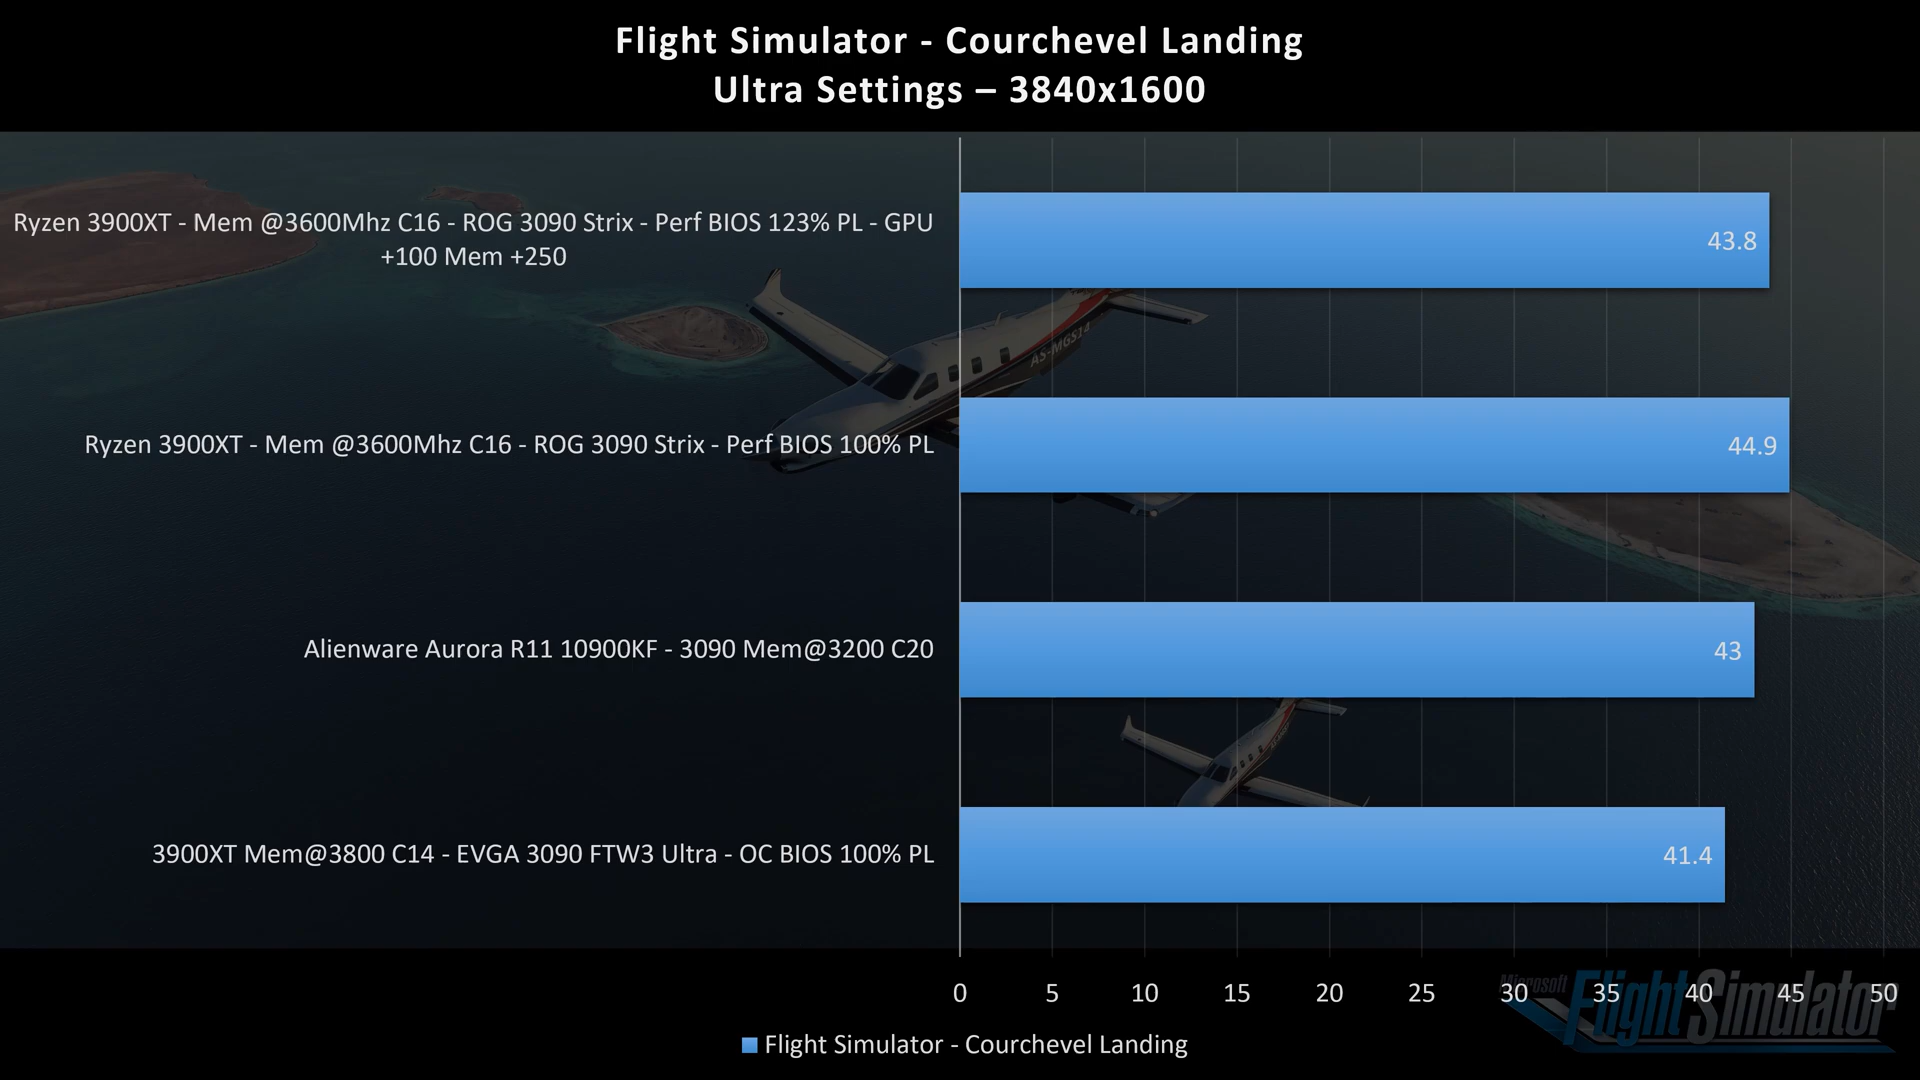 Flight Simulator - Courchevel Landing
Ultra Settings – 3840x1600
Ryzen 3900XT - Mem @3600Mhz C16 - ROG 3090 Strix - Perf BIOS 123% PL - GPU
+100 Mem +250
43.8
AS-MGS14
Ryzen 3900XT - Mem @3600Mhz C16 - ROG 3090 Strix - Perf BIOS 100% PL
44.9
Alienware Aurora R11 10900KF - 3090 Mem@3200 C20
43
3900XT Mem@3800 C14 - EVGA 3090 FTW3 Ultra - OC BIOS 100% PL
41.4
0 5 10 15 20 25 30 35 40 45 50
Microsoft
Flight Simulator
Flight Simulator - Courchevel Landing